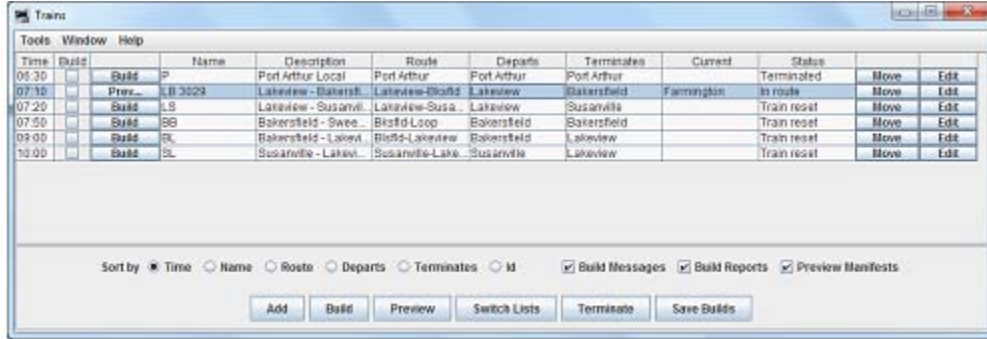 Trains
Tools Window Help
Time Build Name Description Route Departs Terminates Current Status
06:30 Build P Port Arthur Local Port Arthur Port Arthur Port Arthur Terminated Move Edit
07:10 Prev... LB 3029 Lakeview - Bakersfi... Lakeview-Bksfld Lakeview Bakersfield Farmington In route Move Edit
07:20 Build LS Lakeview - Susanvil... Lakeview-Susa... Lakeview Susanville Train reset Move Edit
07:50 Build BB Bakersfield - Swee... Bksfld-Loop Bakersfield Bakersfield Train reset Move Edit
09:00 Build BL Bakersfield - Lakevi... Bksfld-Lakeview Bakersfield Lakeview Train reset Move Edit
10:00 Build SL Susanville - Lakevi... Susanville-Lake... Susanville Lakeview Train reset Move Edit
Sort by Time Name Route Departs Terminates Id Build Messages Build Reports Preview Manifests
Add Build Preview Switch Lists Terminate Save Builds